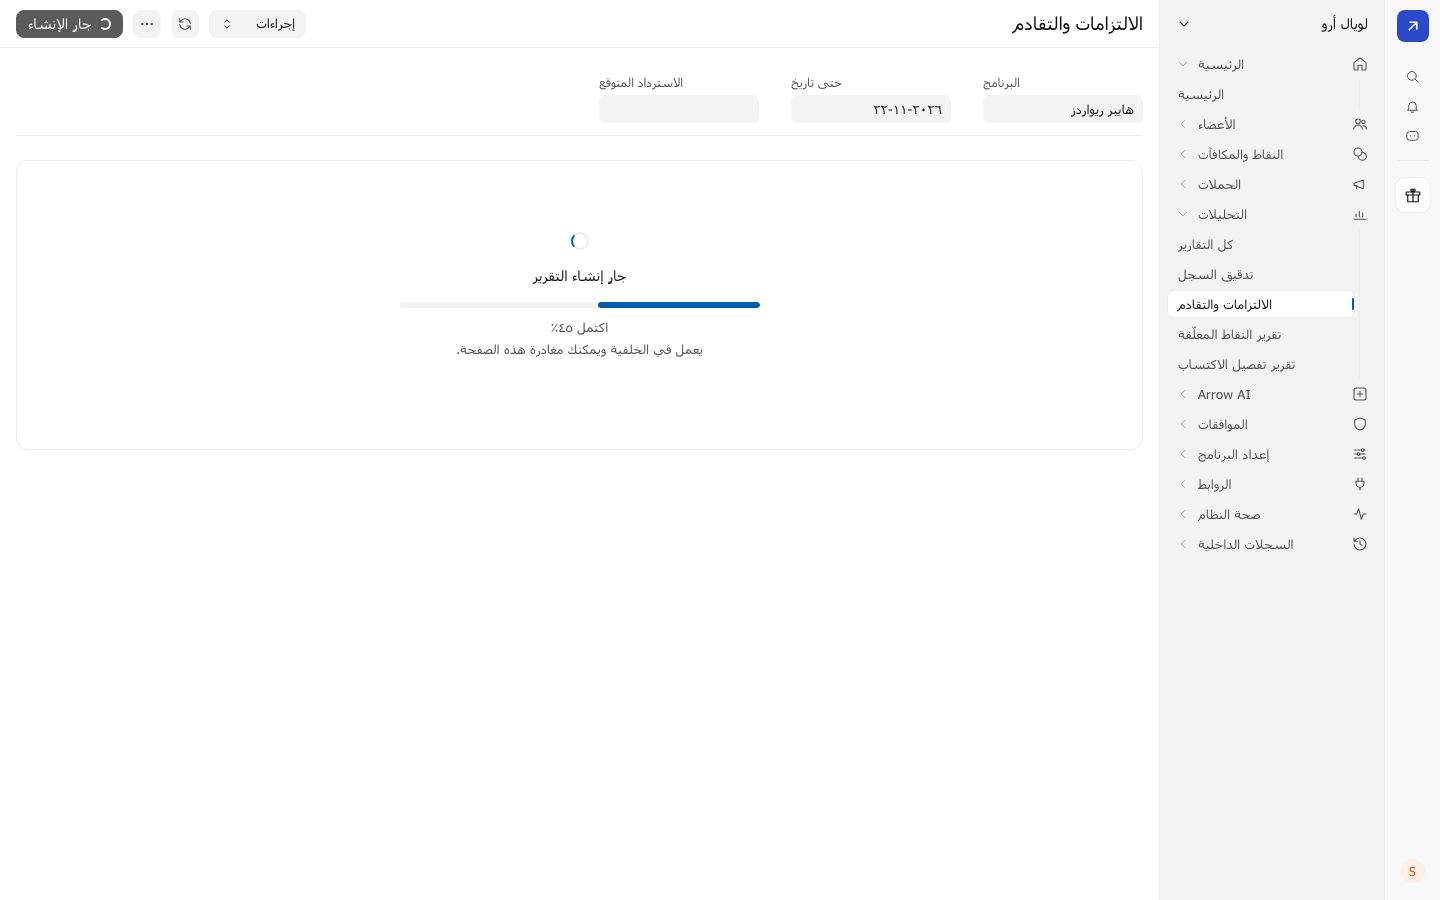 لويال أرو
الرئيسية
الرئيسية
الأعضاء
النقاط والمكافآت
الحملات
التحليلات
كل التقارير
تدقيق السجل
الالتزامات والتقادم
تقرير النقاط المعلّقة
تقرير تفصيل الاكتساب
Arrow AI
الموافقات
إعداد البرنامج
الروابط
صحة النظام
السجلات الداخلية
S
الالتزامات والتقادم
إجراءات
جارٍ الإنشاء
البرنامج
حتى تاريخ
الاسترداد المتوقع
هايبر ريواردز
٢٠٢٦-١١-٢٢
جارٍ إنشاء التقرير
اكتمل ٤٥٪
يعمل في الخلفية ويمكنك مغادرة هذه الصفحة.